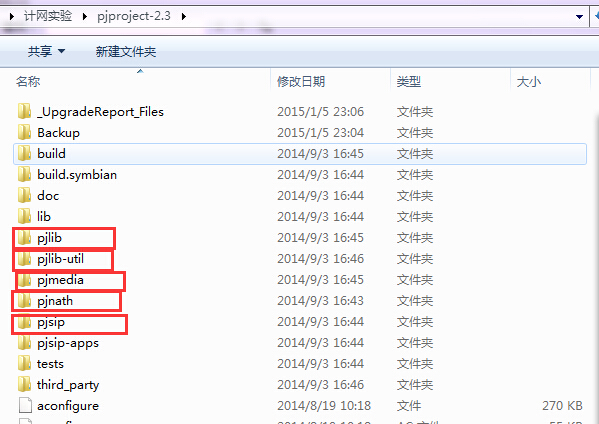 计网实验 pjproject-2.3
共享 新建文件夹
名称 修改日期 类型 大小
_UpgradeReport_Files 2015/1/5 23:06 文件夹
Backup 2015/1/5 23:04 文件夹
build 2014/9/3 16:45 文件夹
build.symbian 2014/9/3 16:44 文件夹
doc 2014/9/3 16:44 文件夹
lib 2014/9/3 16:44 文件夹
pjlib 2014/9/3 16:45 文件夹
pjlib-util 2014/9/3 16:46 文件夹
pjmedia 2014/9/3 16:45 文件夹
pjnath 2014/9/3 16:43 文件夹
pjsip 2014/9/3 16:44 文件夹
pjsip-apps 2014/9/3 16:44 文件夹
tests 2014/9/3 16:44 文件夹
third_party 2014/9/3 16:46 文件夹
aconfigure 2014/8/19 10:18 文件 270 KB